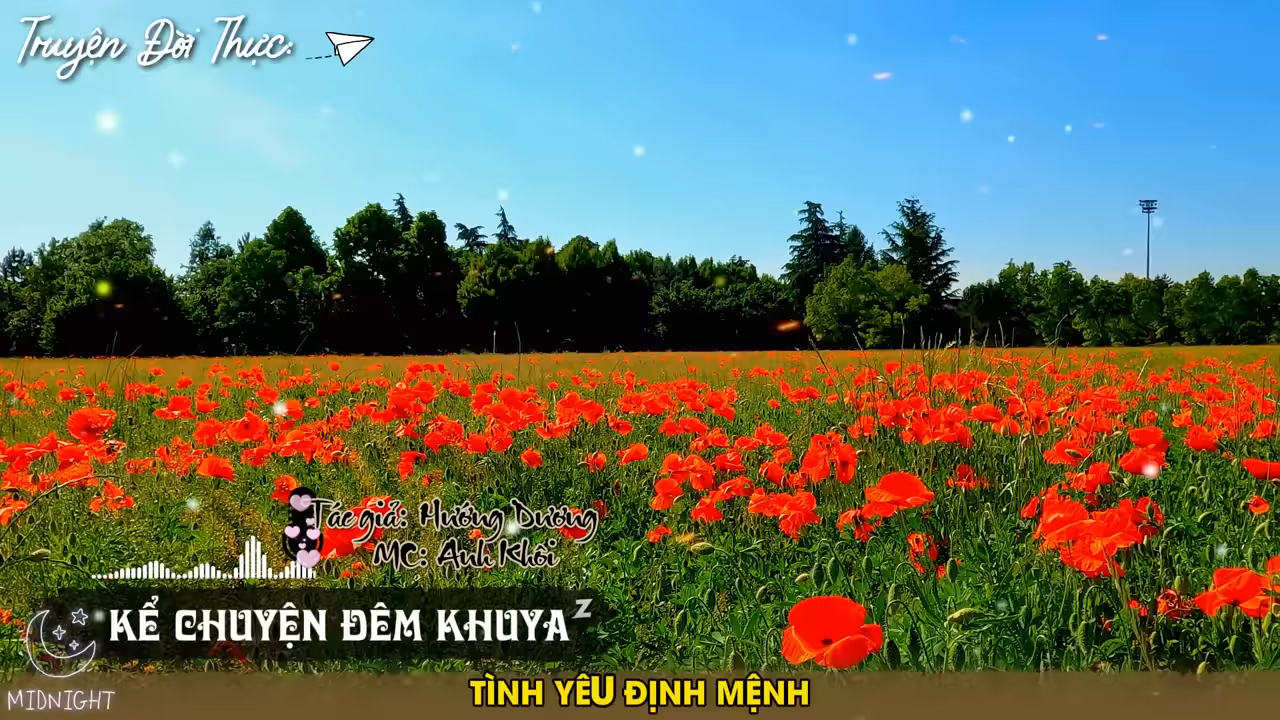 Truyện Đời Thực:
Tác giả: Hướng Dương
MC: Anh Khôi
KỂ CHUYỆN ĐÊM KHUYA Z
MIDNIGHT
TÌNH YÊU ĐỊNH MỆNH